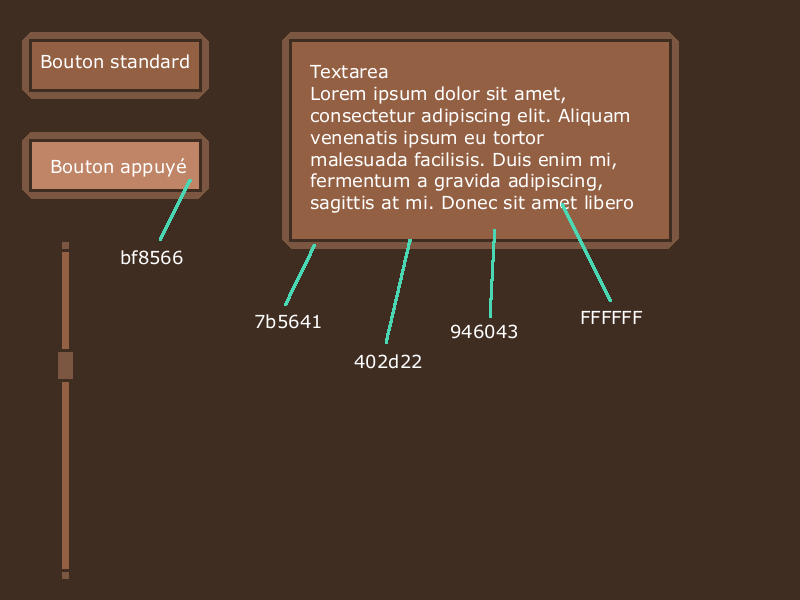 Bouton standard
Bouton appuyé
bf8566
Textarea
Lorem ipsum dolor sit amet,
consectetur adipiscing elit. Aliquam
venenatis ipsum eu tortor
malesuada facilisis. Duis enim mi,
fermentum a gravida adipiscing,
sagittis at mi. Donec sit amet libero
7b5641
402d22
946043
FFFFFF